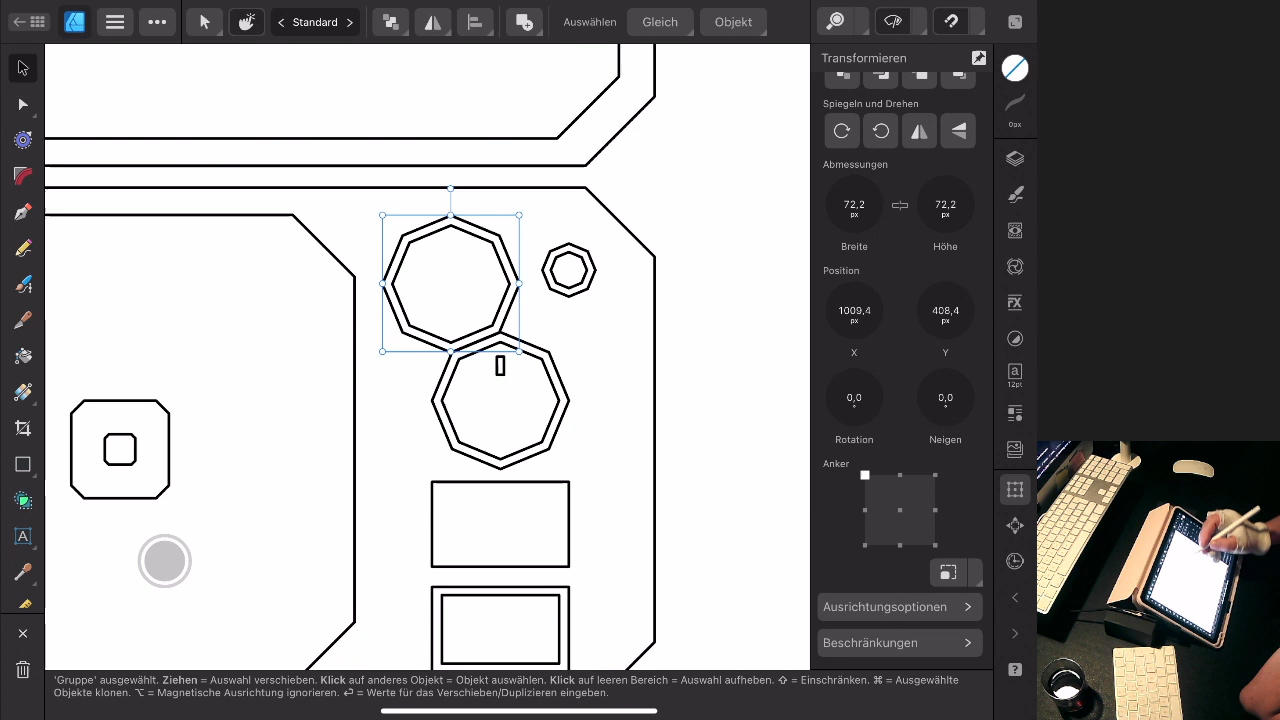 Standard
Auswählen
Gleich
Objekt
Transformieren
Spiegeln und Drehen
0px
Abmessungen
72,2
px
72,2
px
Breite
Höhe
Position
1009,4
px
408,4
px
X
Y
a
12pt
FX
0,0
°
0,0
°
Rotation
Neigen
Anker
A
Ausrichtungsoptionen
Beschränkungen
?
'Gruppe' ausgewählt. Ziehen = Auswahl verschieben. Klick auf anderes Objekt = Objekt auswählen. Klick auf leeren Bereich = Auswahl aufheben. ⇧ = Einschränken. ⌘ = Ausgewählte
Objekte klonen. ⌥ = Magnetische Ausrichtung ignorieren. ⏎ = Werte für das Verschieben/Duplizieren eingeben.